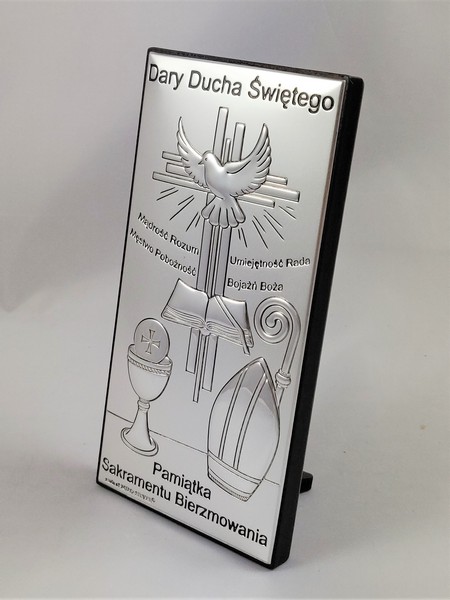 Dary Ducha Świętego
Mądrość Rozum
Męstwo Pobożność
Umiejętność Rada
Bojaźń Boża
Pamiątka
Sakramentu Bierzmowania